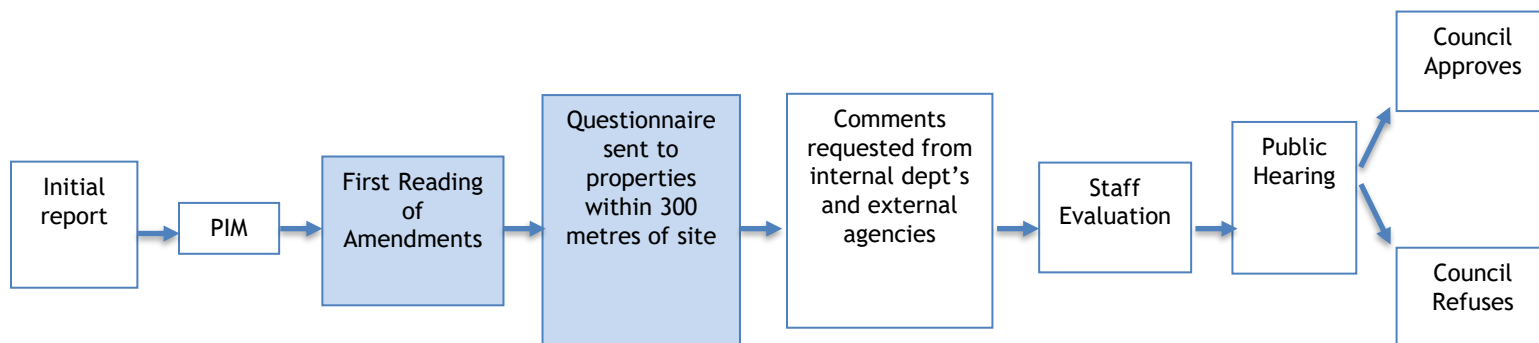 Initial
report
PIM
First Reading
of
Amendments
Questionnaire
sent to
properties
within 300
metres of site
Comments
requested from
internal dept’s
and external
agencies
Staff
Evaluation
Public
Hearing
Council
Approves
Council
Refuses